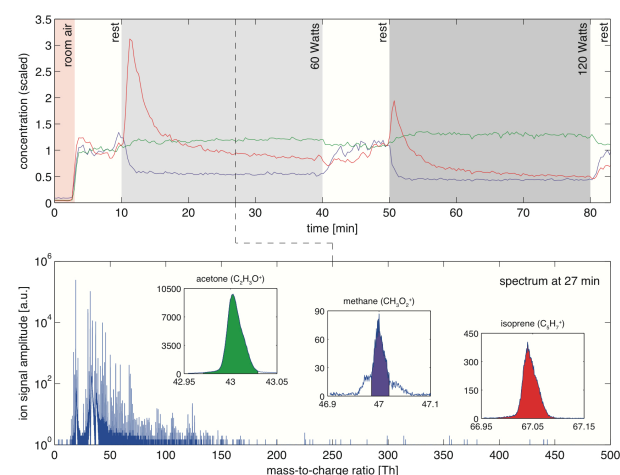 3.5
3
2.5
2
1.5
1
0.5
0
concentration (scaled)
room air
rest
60 Watts
120 Watts
rest
0 10 20 30 40 50 60 70 80
time [min]
10^6
10^4
10^2
10^0
ion signal amplitude [a.u.]
spectrum at 27 min
acetone (C₂H₃O⁺)
10500
7000
3500
0
42.95 43 43.05
methane (CH₃O₂⁺)
90
60
30
0
46.9 47 47.1
isoprene (C₅H₇⁺)
450
300
150
0
66.95 67.05 67.15
0 50 100 150 200 250 300 350 400 450 500
mass-to-charge ratio [Th]